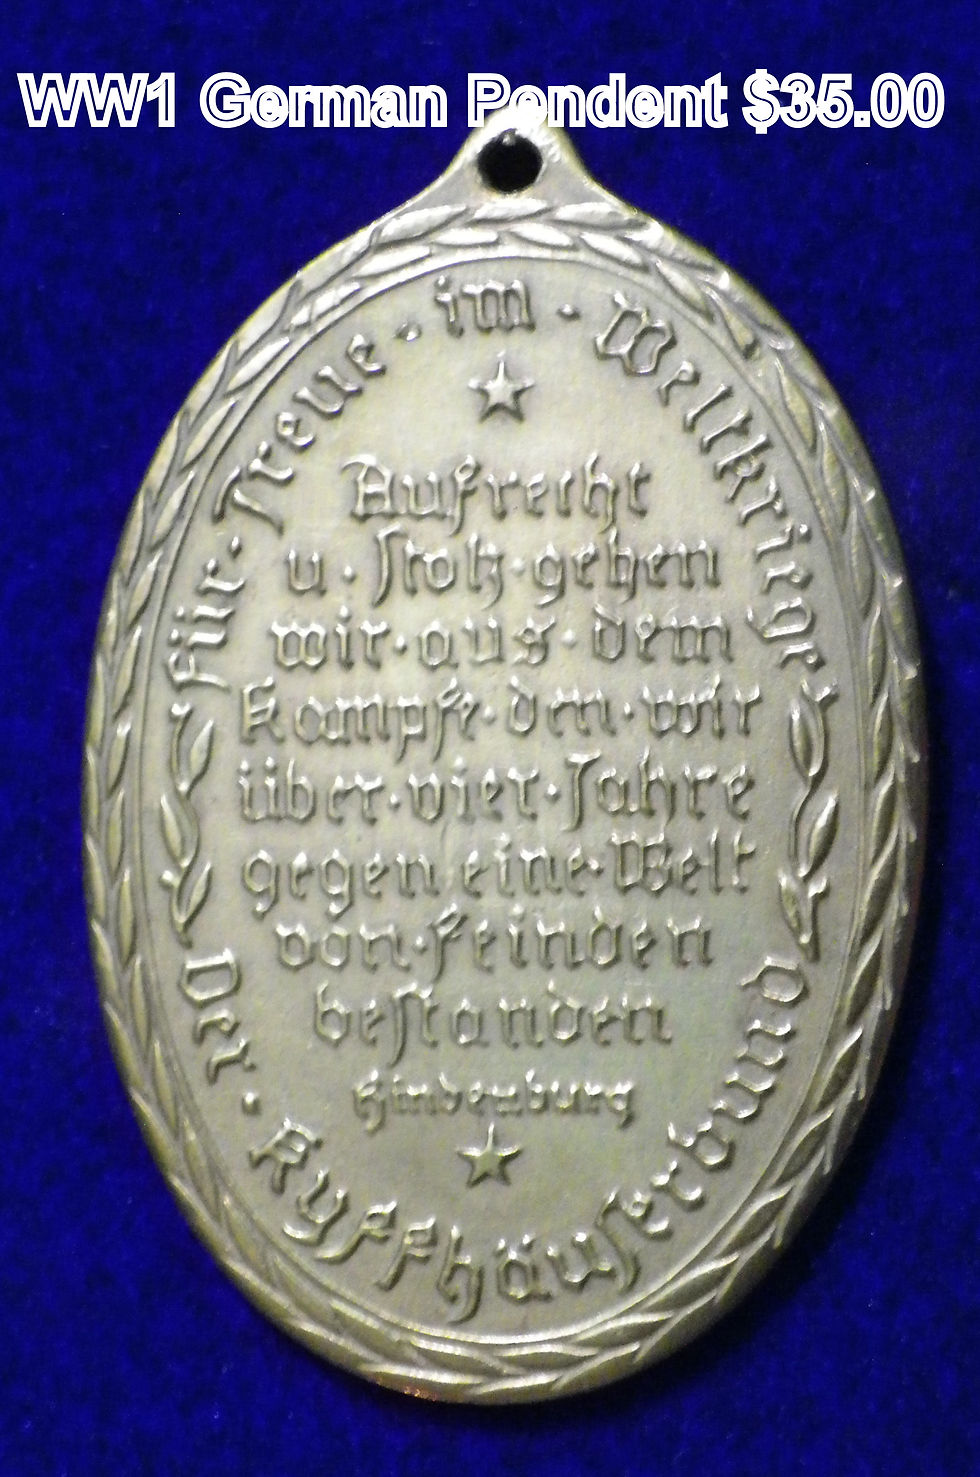 WW1 German Pendent $35.00
Für · Treue · im · Weltkriege
Aufrecht
u · Stolz · gehen
wir · aus · dem
Kampfe · den · wir
über · vier · Jahre
gegen eine · Welt
von · Feinden
bestanden
Hindenburg
Der · Kyffhäuserbund